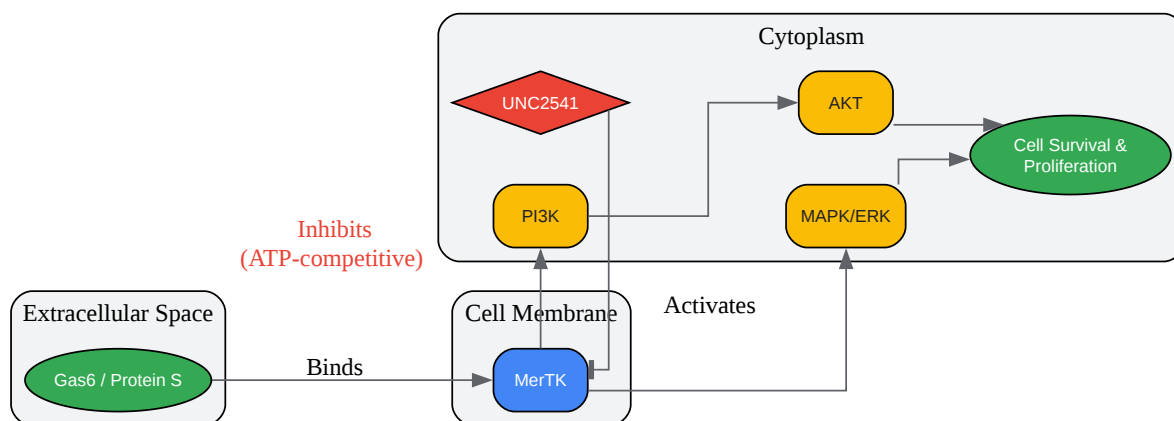 Cytoplasm
UNC2541
AKT
Cell Survival &
Proliferation
PI3K
MAPK/ERK
Inhibits
(ATP-competitive)
Extracellular Space
Cell Membrane
Activates
Gas6 / Protein S
Binds
MerTK